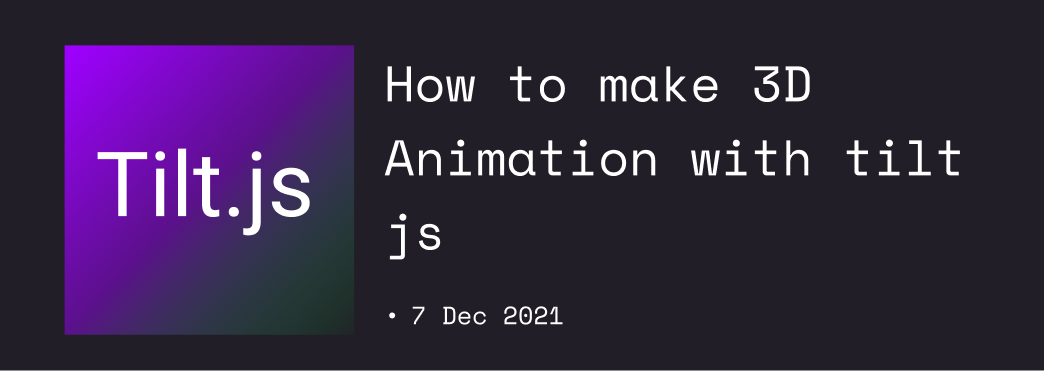 Tilt.js
How to make 3D
Animation with tilt
js
• 7 Dec 2021